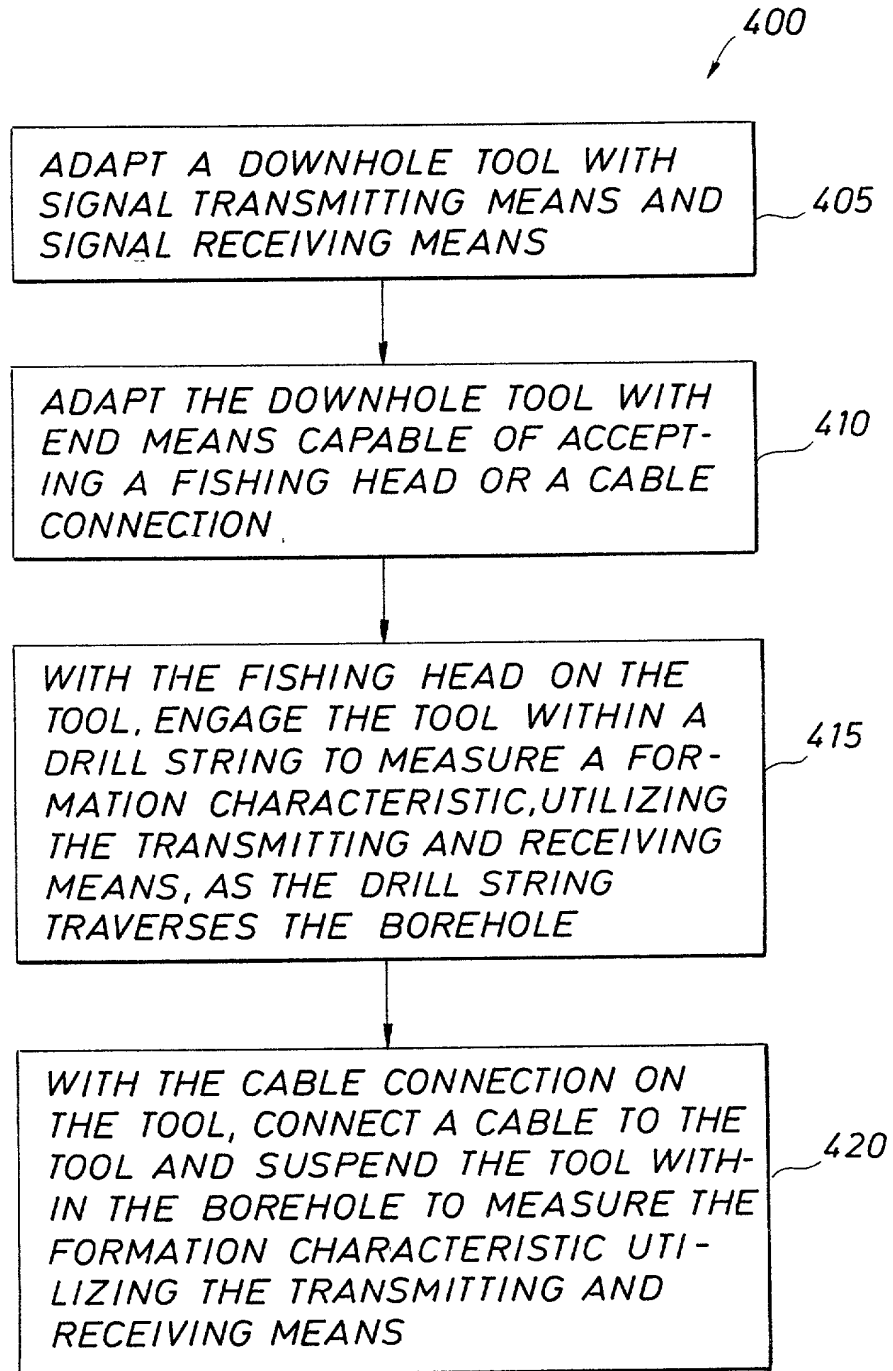 400
ADAPT A DOWNHOLE TOOL WITH
SIGNAL TRANSMITTING MEANS AND
SIGNAL RECEIVING MEANS
405
ADAPT THE DOWNHOLE TOOL WITH
END MEANS CAPABLE OF ACCEPT-
ING A FISHING HEAD OR A CABLE
CONNECTION
410
WITH THE FISHING HEAD ON THE
TOOL, ENGAGE THE TOOL WITHIN A
DRILL STRING TO MEASURE A FOR-
MATION CHARACTERISTIC, UTILIZING
THE TRANSMITTING AND RECEIVING
MEANS, AS THE DRILL STRING
TRAVERSES THE BOREHOLE
415
WITH THE CABLE CONNECTION ON
THE TOOL, CONNECT A CABLE TO THE
TOOL AND SUSPEND THE TOOL WITH-
IN THE BOREHOLE TO MEASURE THE
FORMATION CHARACTERISTIC UTI-
LIZING THE TRANSMITTING AND
RECEIVING MEANS
420